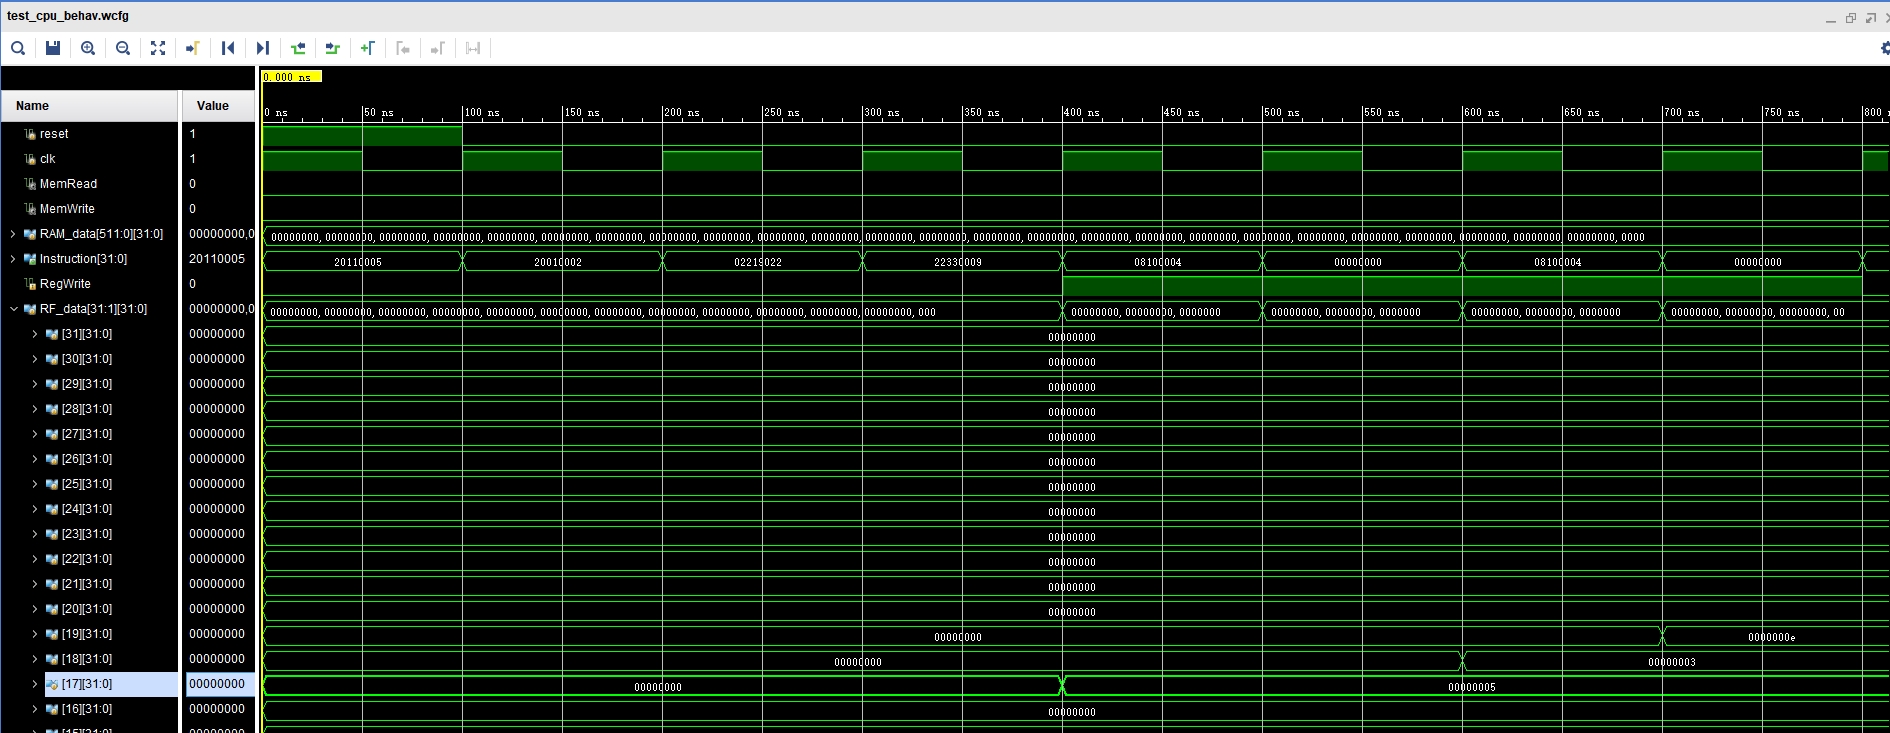 test_cpu_behav.wcfg
0.000 ns
Name Value
0 ns 50 ns 100 ns 150 ns 200 ns 250 ns 300 ns 350 ns 400 ns 450 ns 500 ns 550 ns 600 ns 650 ns 700 ns 750 ns 800 n
reset 1
clk 1
MemRead 0
MemWrite 0
RAM_data[511:0][31:0] 00000000,0 00000000, 00000000, 00000000, 00000000, 00000000, 00000000, 00000000, 00000000, 00000000, 00000000, 00000000, 00000000, 00000000, 00000000, 00000000, 00000000, 00000000, 00000000, 00000000, 00000000, 00000000, 00000000, 00000000, 00000000, 00000000, 0000
Instruction[31:0] 20110005 20110005 20010002 02219022 22330009 08100004 00000000 08100004 00000000
RegWrite 0
RF_data[31:1][31:0] 00000000,0 00000000, 00000000, 00000000, 00000000, 00000000, 00000000, 00000000, 00000000, 00000000, 00000000, 00000000, 00000000, 000 00000000, 00000000, 0000000 00000000, 00000000, 0000000 00000000, 00000000, 0000000 00000000, 00000000, 00000000, 00
[31][31:0] 00000000 00000000
[30][31:0] 00000000 00000000
[29][31:0] 00000000 00000000
[28][31:0] 00000000 00000000
[27][31:0] 00000000 00000000
[26][31:0] 00000000 00000000
[25][31:0] 00000000 00000000
[24][31:0] 00000000 00000000
[23][31:0] 00000000 00000000
[22][31:0] 00000000 00000000
[21][31:0] 00000000 00000000
[20][31:0] 00000000 00000000
[19][31:0] 00000000 00000000 0000000e
[18][31:0] 00000000 00000000 00000003
[17][31:0] 00000000 00000000 00000005
[16][31:0] 00000000 00000000